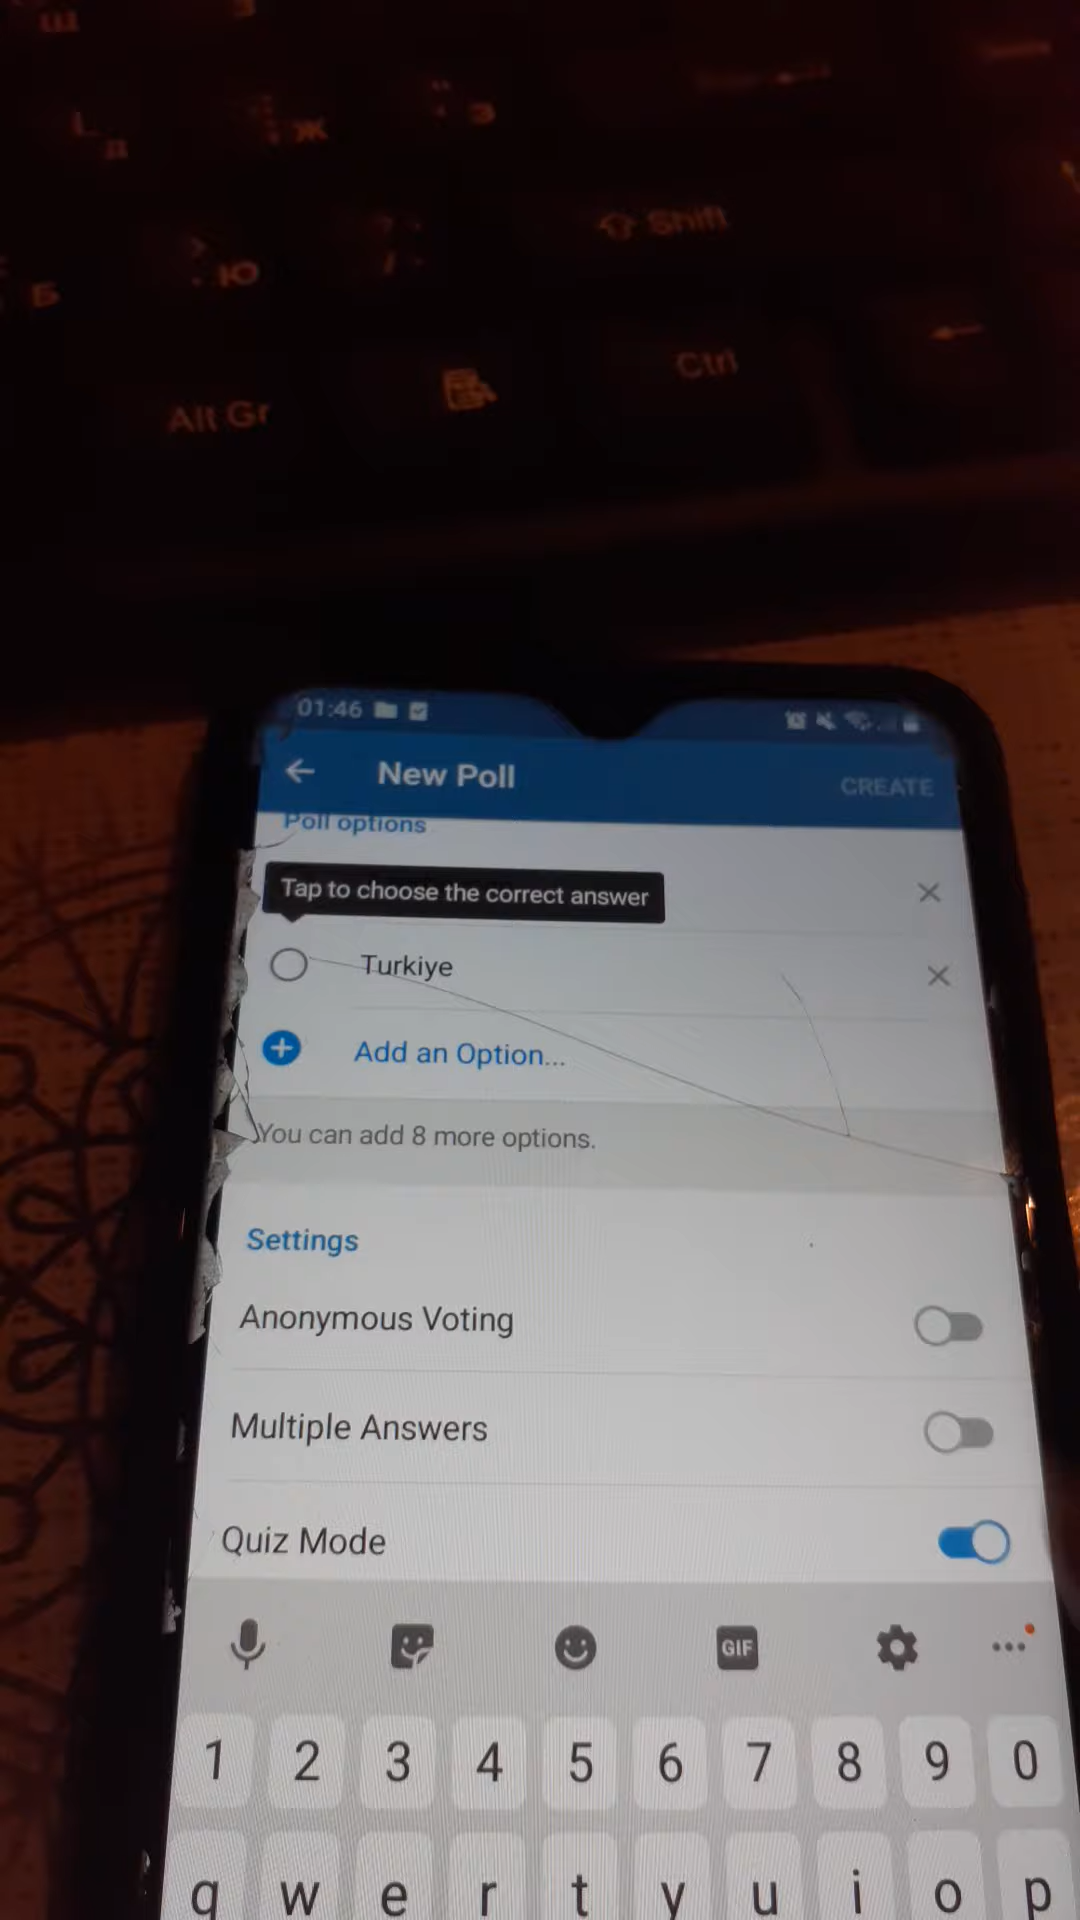 Ш З
L Д Ж " Э
Б > . Ю ? / Shift
Alt Gr Ctrl
01:46
New Poll CREATE
Poll options
Tap to choose the correct answer
Turkiye
Add an Option...
You can add 8 more options.
Settings
Anonymous Voting
Multiple Answers
Quiz Mode
GIF
1 2 3 4 5 6 7 8 9 0
q w e r t y u i o p